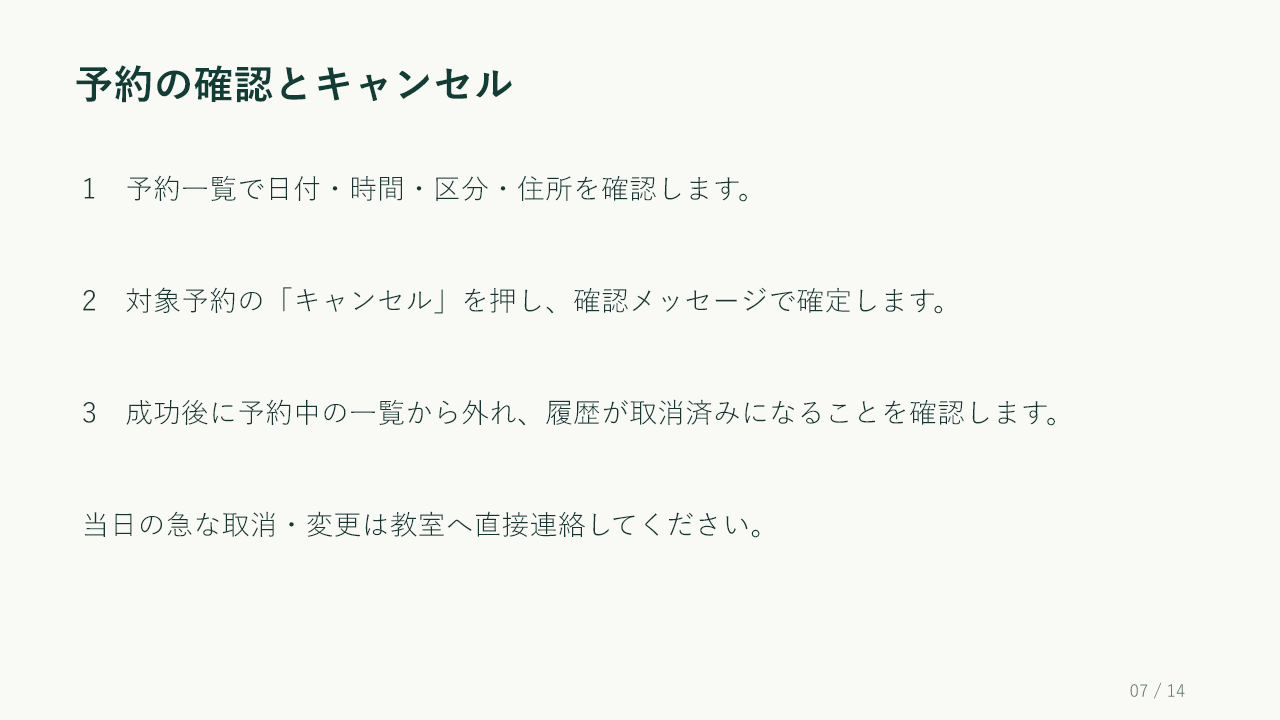 予約の確認とキャンセル
1　予約一覧で日付・時間・区分・住所を確認します。
2　対象予約の「キャンセル」を押し、確認メッセージで確定します。
3　成功後に予約中の一覧から外れ、履歴が取消済みになることを確認します。
当日の急な取消・変更は教室へ直接連絡してください。
07 / 14